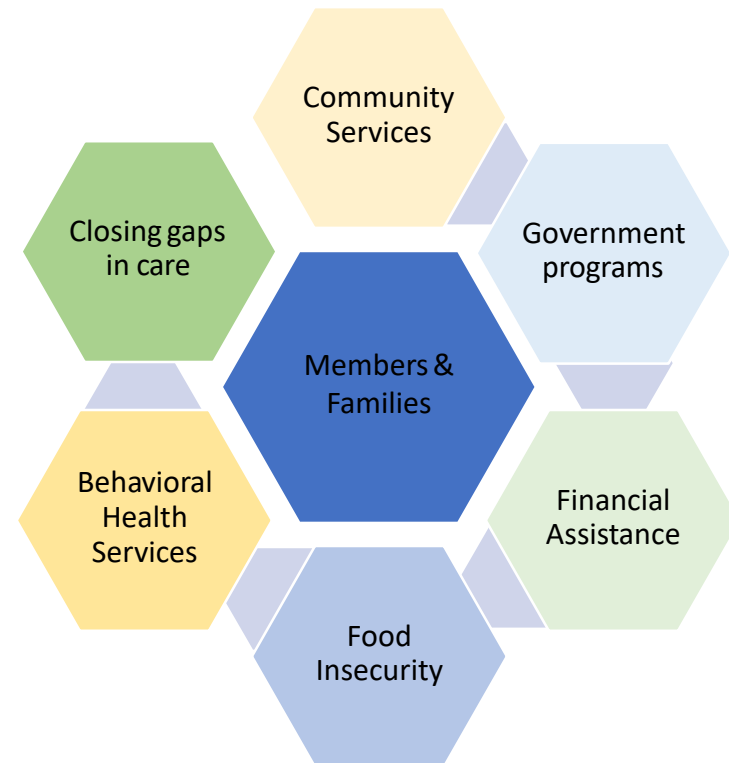 Community
Services
Closing gaps
in care
Government
programs
Members &
Families
Behavioral
Health
Services
Financial
Assistance
Food
Insecurity